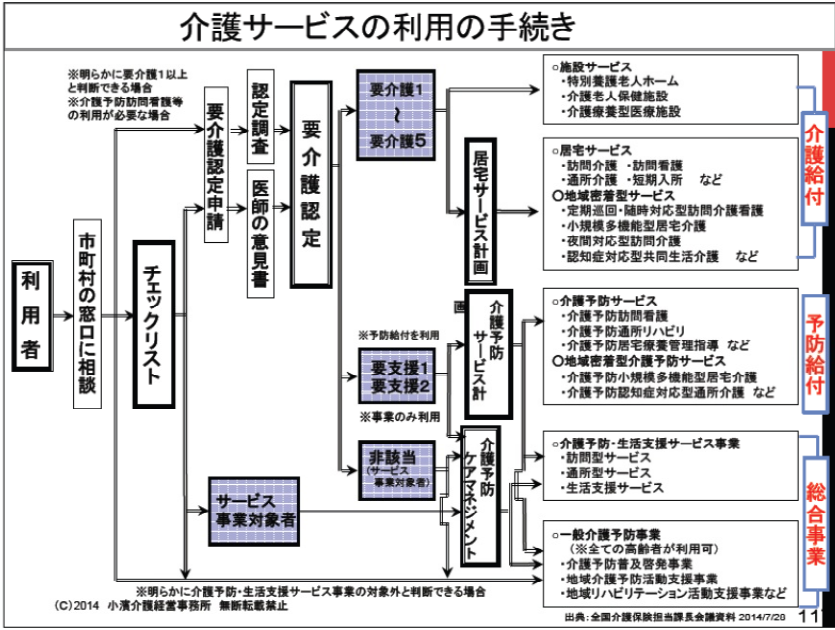 介護サービスの利用の手続き
※明らかに要介護1以上
と判断できる場合
※介護予防訪問看護等
の利用が必要な場合
利用者
市町村の窓口に相談
チェックリスト
要介護認定申請
認定調査
医師の意見書
要介護認定
要介護1
~
要介護5
居宅サービス計画
※予防給付を利用
要支援1
要支援2
※事業のみ利用
非該当
(サービス
事業対象者)
サービス
事業対象者
介護予防
サービス計
画
介護予防
ケアマネジメント
○施設サービス
・特別養護老人ホーム
・介護老人保健施設
・介護療養型医療施設
○居宅サービス
・訪問介護 ・訪問看護
・通所介護 ・短期入所 など
〇地域密着型サービス
・定期巡回・随時対応型訪問介護看護
・小規模多機能型居宅介護
・夜間対応型訪問介護
・認知症対応型共同生活介護 など
介護給付
○介護予防サービス
・介護予防訪問看護
・介護予防通所リハビリ
・介護予防居宅療養管理指導 など
〇地域密着型介護予防サービス
・介護予防小規模多機能型居宅介護
・介護予防認知症対応型通所介護 など
予防給付
○介護予防・生活支援サービス事業
・訪問型サービス
・通所型サービス
・生活支援サービス
○一般介護予防事業
(※全ての高齢者が利用可)
・介護予防普及啓発事業
・地域介護予防活動支援事業
・地域リハビリテーション活動支援事業など
総合事業
※明らかに介護予防・生活支援サービス事業の対象外と判断できる場合
(C)2014 小濱介護経営事務所 無断転載禁止
出典:全国介護保険担当課長会議資料 2014/7/28
11